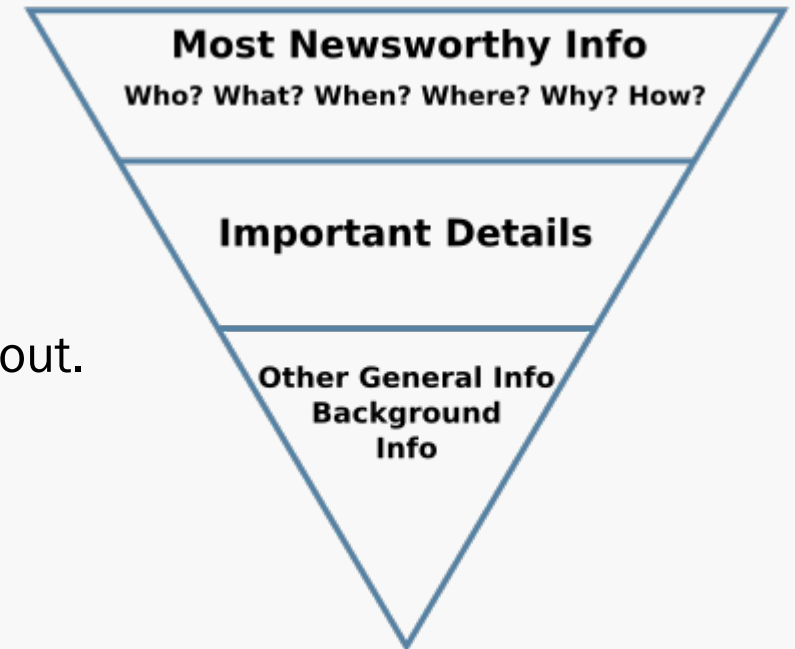 Most Newsworthy Info
Who? What? When? Where? Why? How?
Important Details
out.
Other General Info
Background
Info